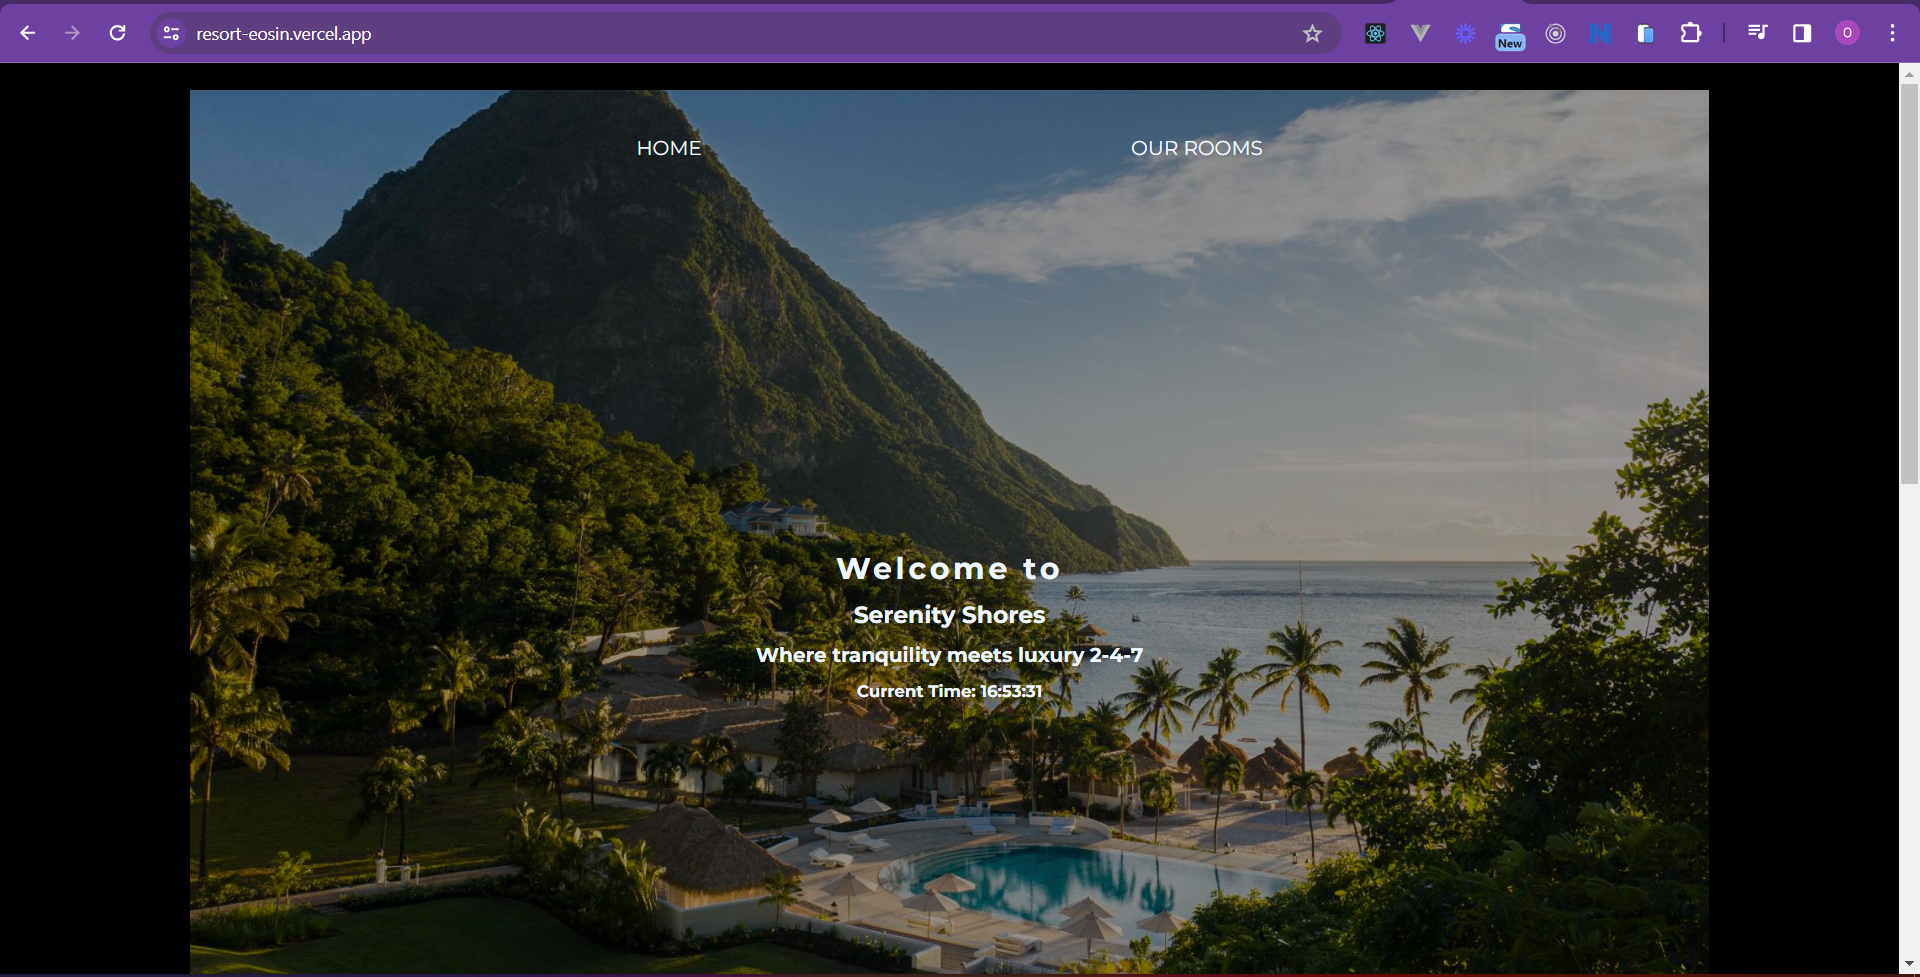 resort-eosin.vercel.app
New
O
HOME
OUR ROOMS
Welcome to
Serenity Shores
Where tranquility meets luxury 2-4-7
Current Time: 16:53:31